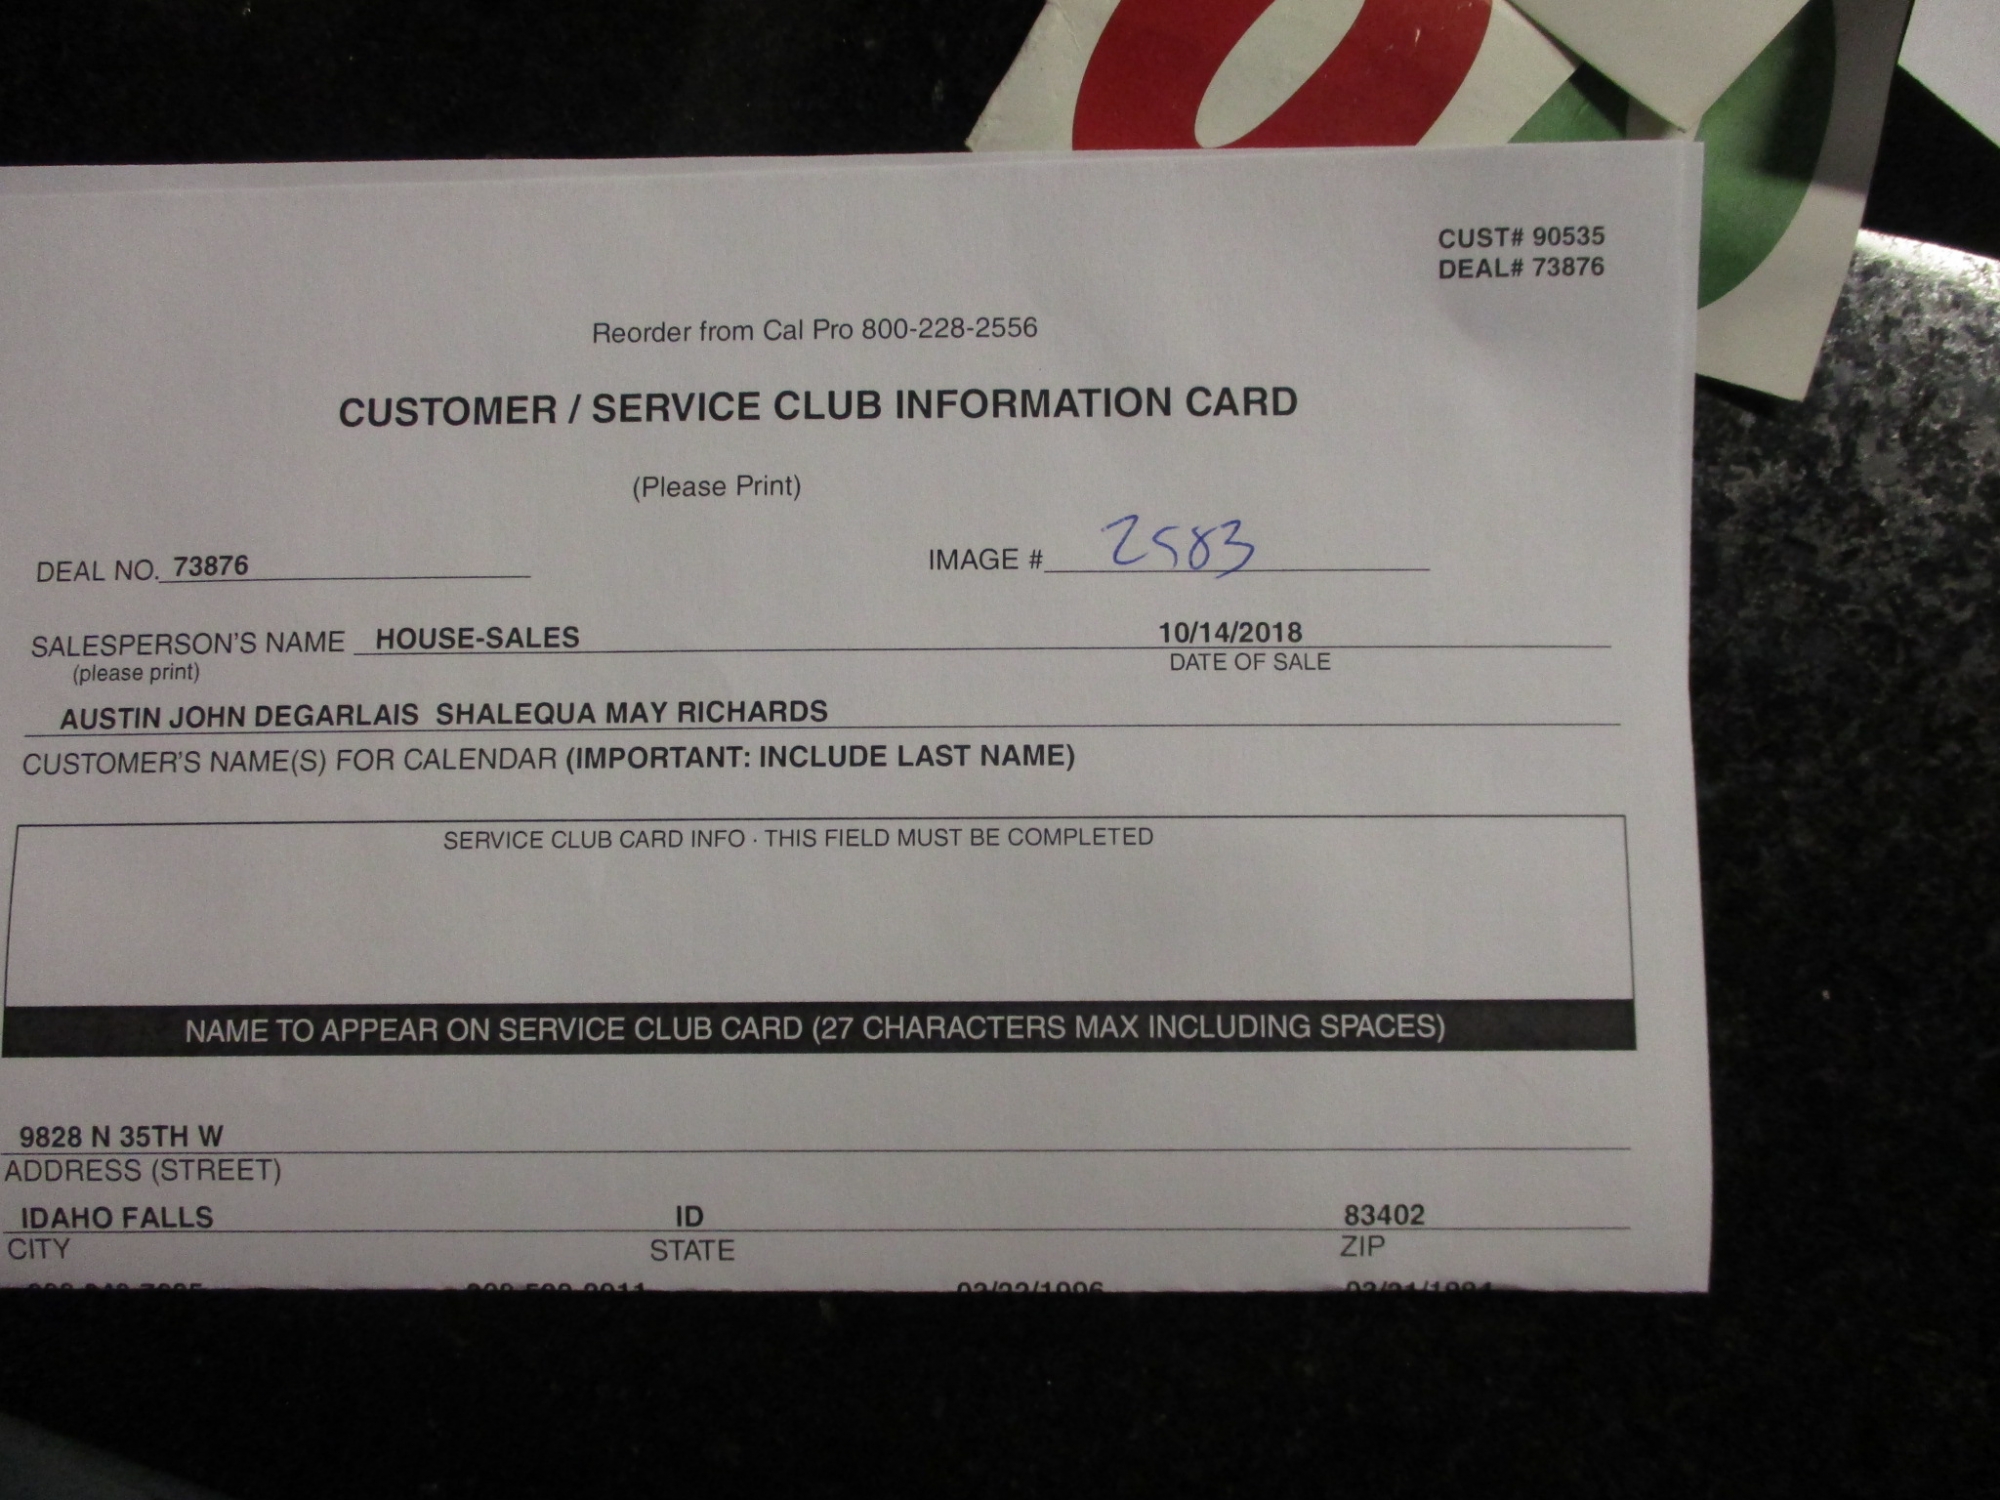 CUST# 90535
DEAL# 73876
Reorder from Cal Pro 800-228-2556
CUSTOMER / SERVICE CLUB INFORMATION CARD
(Please Print)
DEAL NO. 73876 IMAGE # 2583
SALESPERSON'S NAME HOUSE-SALES 10/14/2018
(please print) DATE OF SALE
AUSTIN JOHN DEGARLAIS SHALEQUA MAY RICHARDS
CUSTOMER'S NAME(S) FOR CALENDAR (IMPORTANT: INCLUDE LAST NAME)
SERVICE CLUB CARD INFO · THIS FIELD MUST BE COMPLETED
NAME TO APPEAR ON SERVICE CLUB CARD (27 CHARACTERS MAX INCLUDING SPACES)
9828 N 35TH W
ADDRESS (STREET)
IDAHO FALLS ID 83402
CITY STATE ZIP